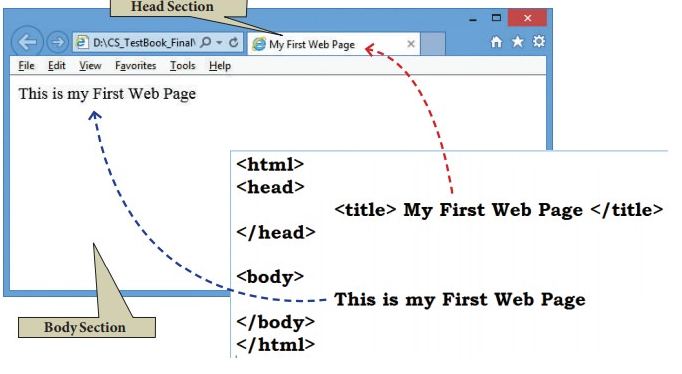 Head Section
D:\CS_TestBook_Final\
My First Web Page
File Edit View Favorites Tools Help
This is my First Web Page
<html>
<head>
<title> My First Web Page </title>
</head>
<body>
This is my First Web Page
</body>
</html>
Body Section